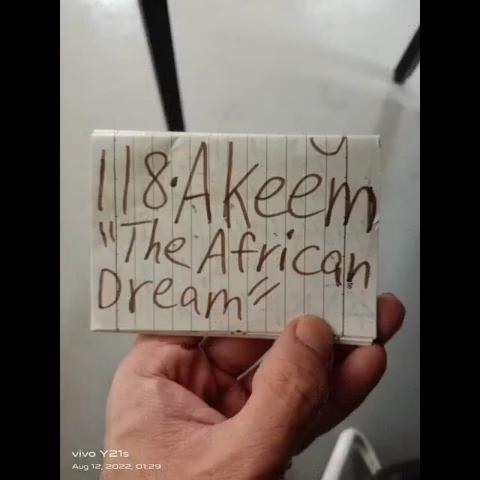 118.Akeem
"The African
Dream"
vivo Y21s
Aug 12, 2022, 01:29